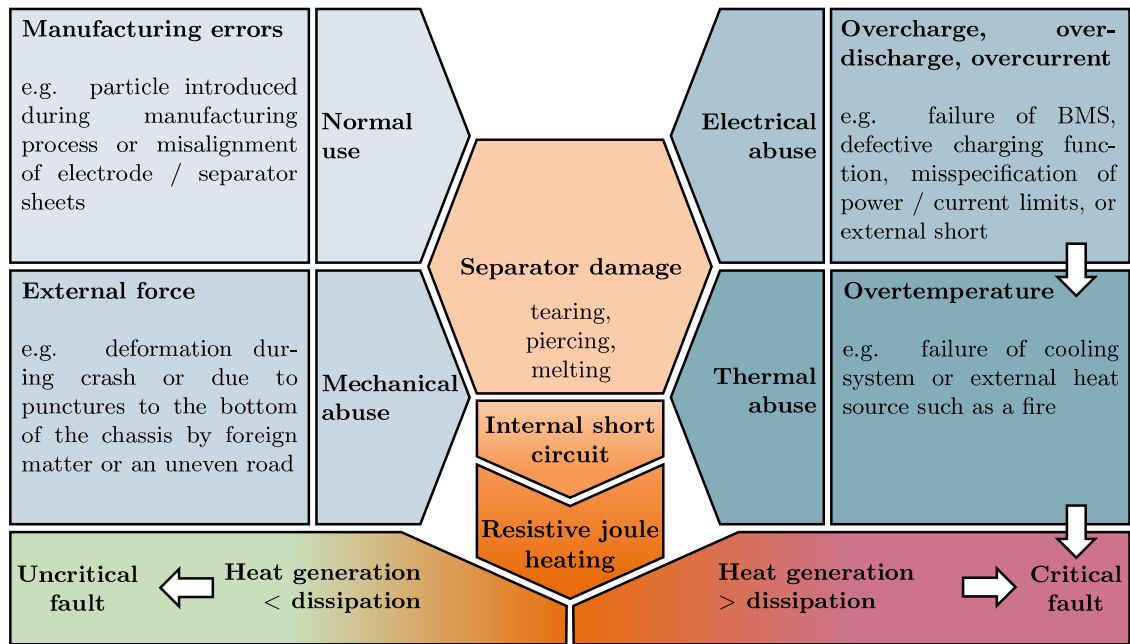 Manufacturing errors
e.g. particle introduced
during manufacturing
process or misalignment
of electrode / separator
sheets
Normal
use
Electrical
abuse
Overcharge, over-
discharge, overcurrent
e.g. failure of BMS,
defective charging func-
tion, misspecification of
power / current limits, or
external short
External force
e.g. deformation dur-
ing crash or due to
punctures to the bottom
of the chassis by foreign
matter or an uneven road
Mechanical
abuse
Separator damage
tearing,
piercing,
melting
Thermal
abuse
Overtemperature
e.g. failure of cooling
system or external heat
source such as a fire
Internal short
circuit
Resistive joule
heating
Uncritical
fault
Heat generation
< dissipation
Heat generation
> dissipation
Critical
fault